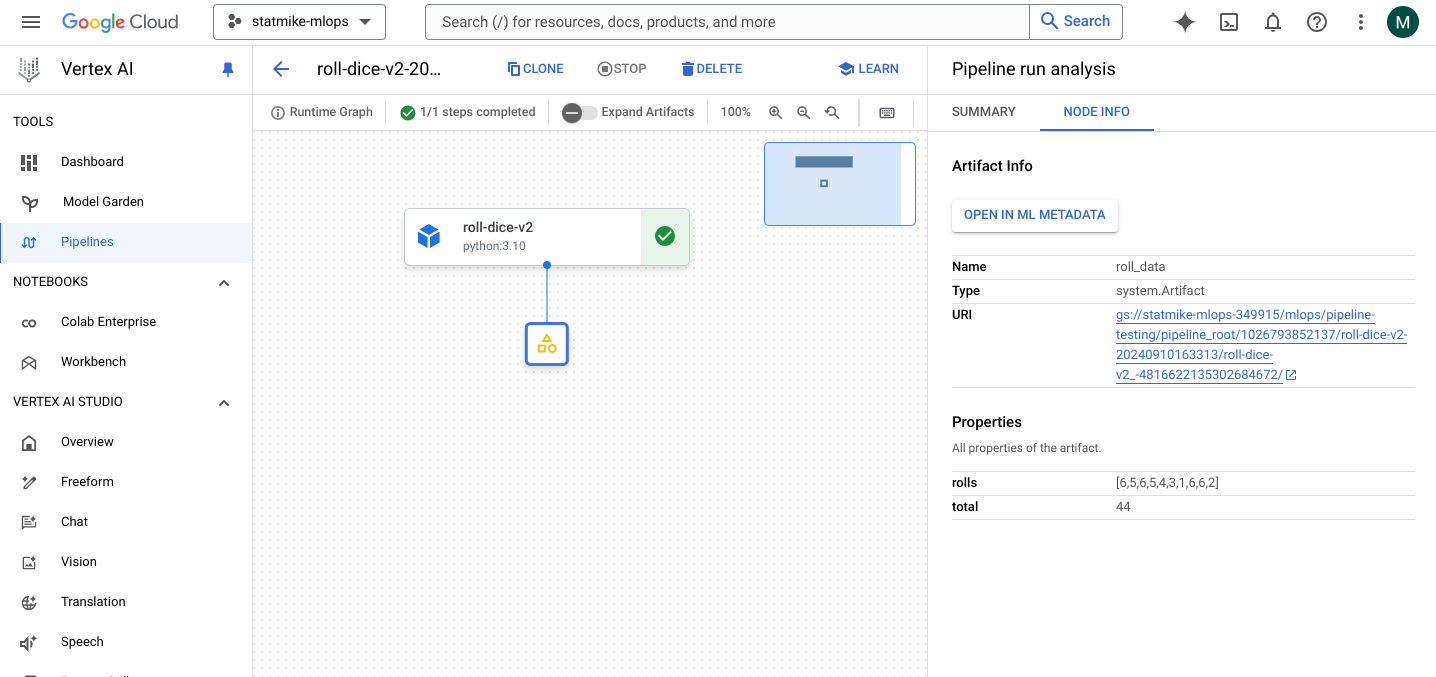 Google Cloud
statmike-mlops
Search (/) for resources, docs, products, and more
Search
M
Vertex AI
TOOLS
Dashboard
Model Garden
Pipelines
NOTEBOOKS
Colab Enterprise
Workbench
VERTEX AI STUDIO
Overview
Freeform
Chat
Vision
Translation
Speech
roll-dice-v2-20...
CLONE
STOP
DELETE
LEARN
Runtime Graph
1/1 steps completed
Expand Artifacts
100%
roll-dice-v2
python:3.10
Pipeline run analysis
SUMMARY
NODE INFO
Artifact Info
OPEN IN ML METADATA
Name roll_data
Type system.Artifact
URI gs://statmike-mlops-349915/mlops/pipeline-
testing/pipeline_root/1026793852137/roll-dice-v2-
20240910163313/roll-dice-
v2_-4816622135302684672/
Properties
All properties of the artifact.
rolls [6,5,6,5,4,3,1,6,6,2]
total 44